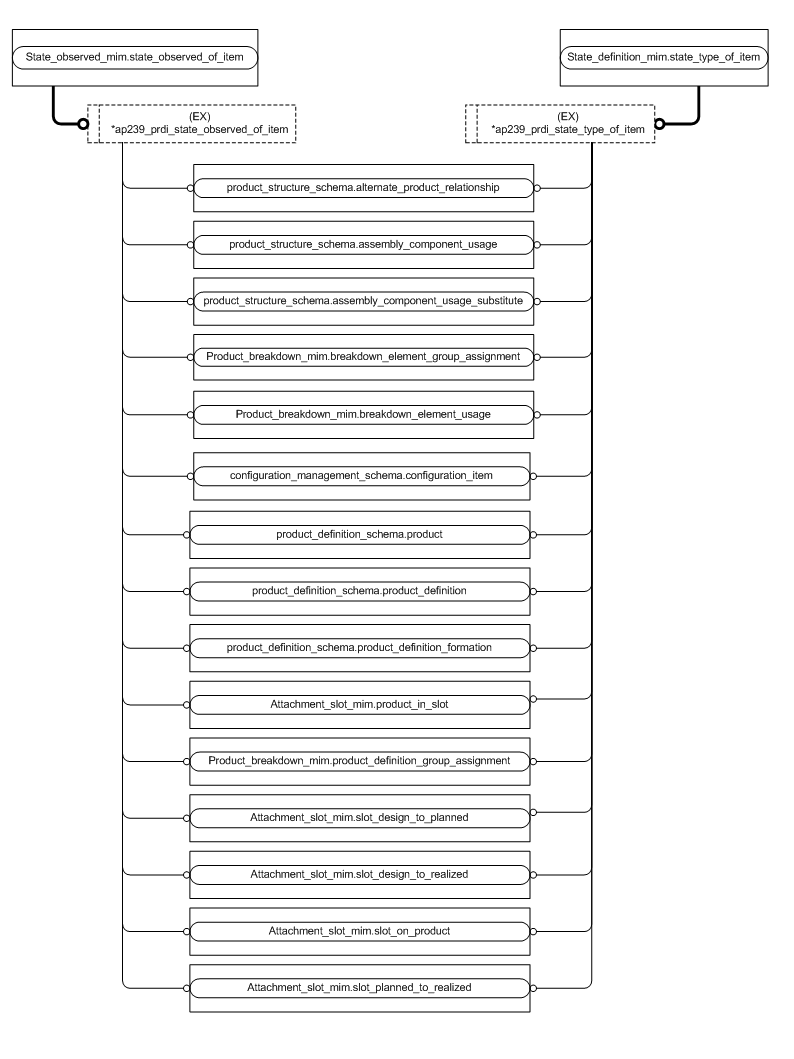 State_observed_mim.state_observed_of_item
State_definition_mim.state_type_of_item
(EX)
*ap239_prdi_state_observed_of_item
(EX)
*ap239_prdi_state_type_of_item
product_structure_schema.alternate_product_relationship
product_structure_schema.assembly_component_usage
product_structure_schema.assembly_component_usage_substitute
Product_breakdown_mim.breakdown_element_group_assignment
Product_breakdown_mim.breakdown_element_usage
configuration_management_schema.configuration_item
product_definition_schema.product
product_definition_schema.product_definition
product_definition_schema.product_definition_formation
Attachment_slot_mim.product_in_slot
Product_breakdown_mim.product_definition_group_assignment
Attachment_slot_mim.slot_design_to_planned
Attachment_slot_mim.slot_design_to_realized
Attachment_slot_mim.slot_on_product
Attachment_slot_mim.slot_planned_to_realized